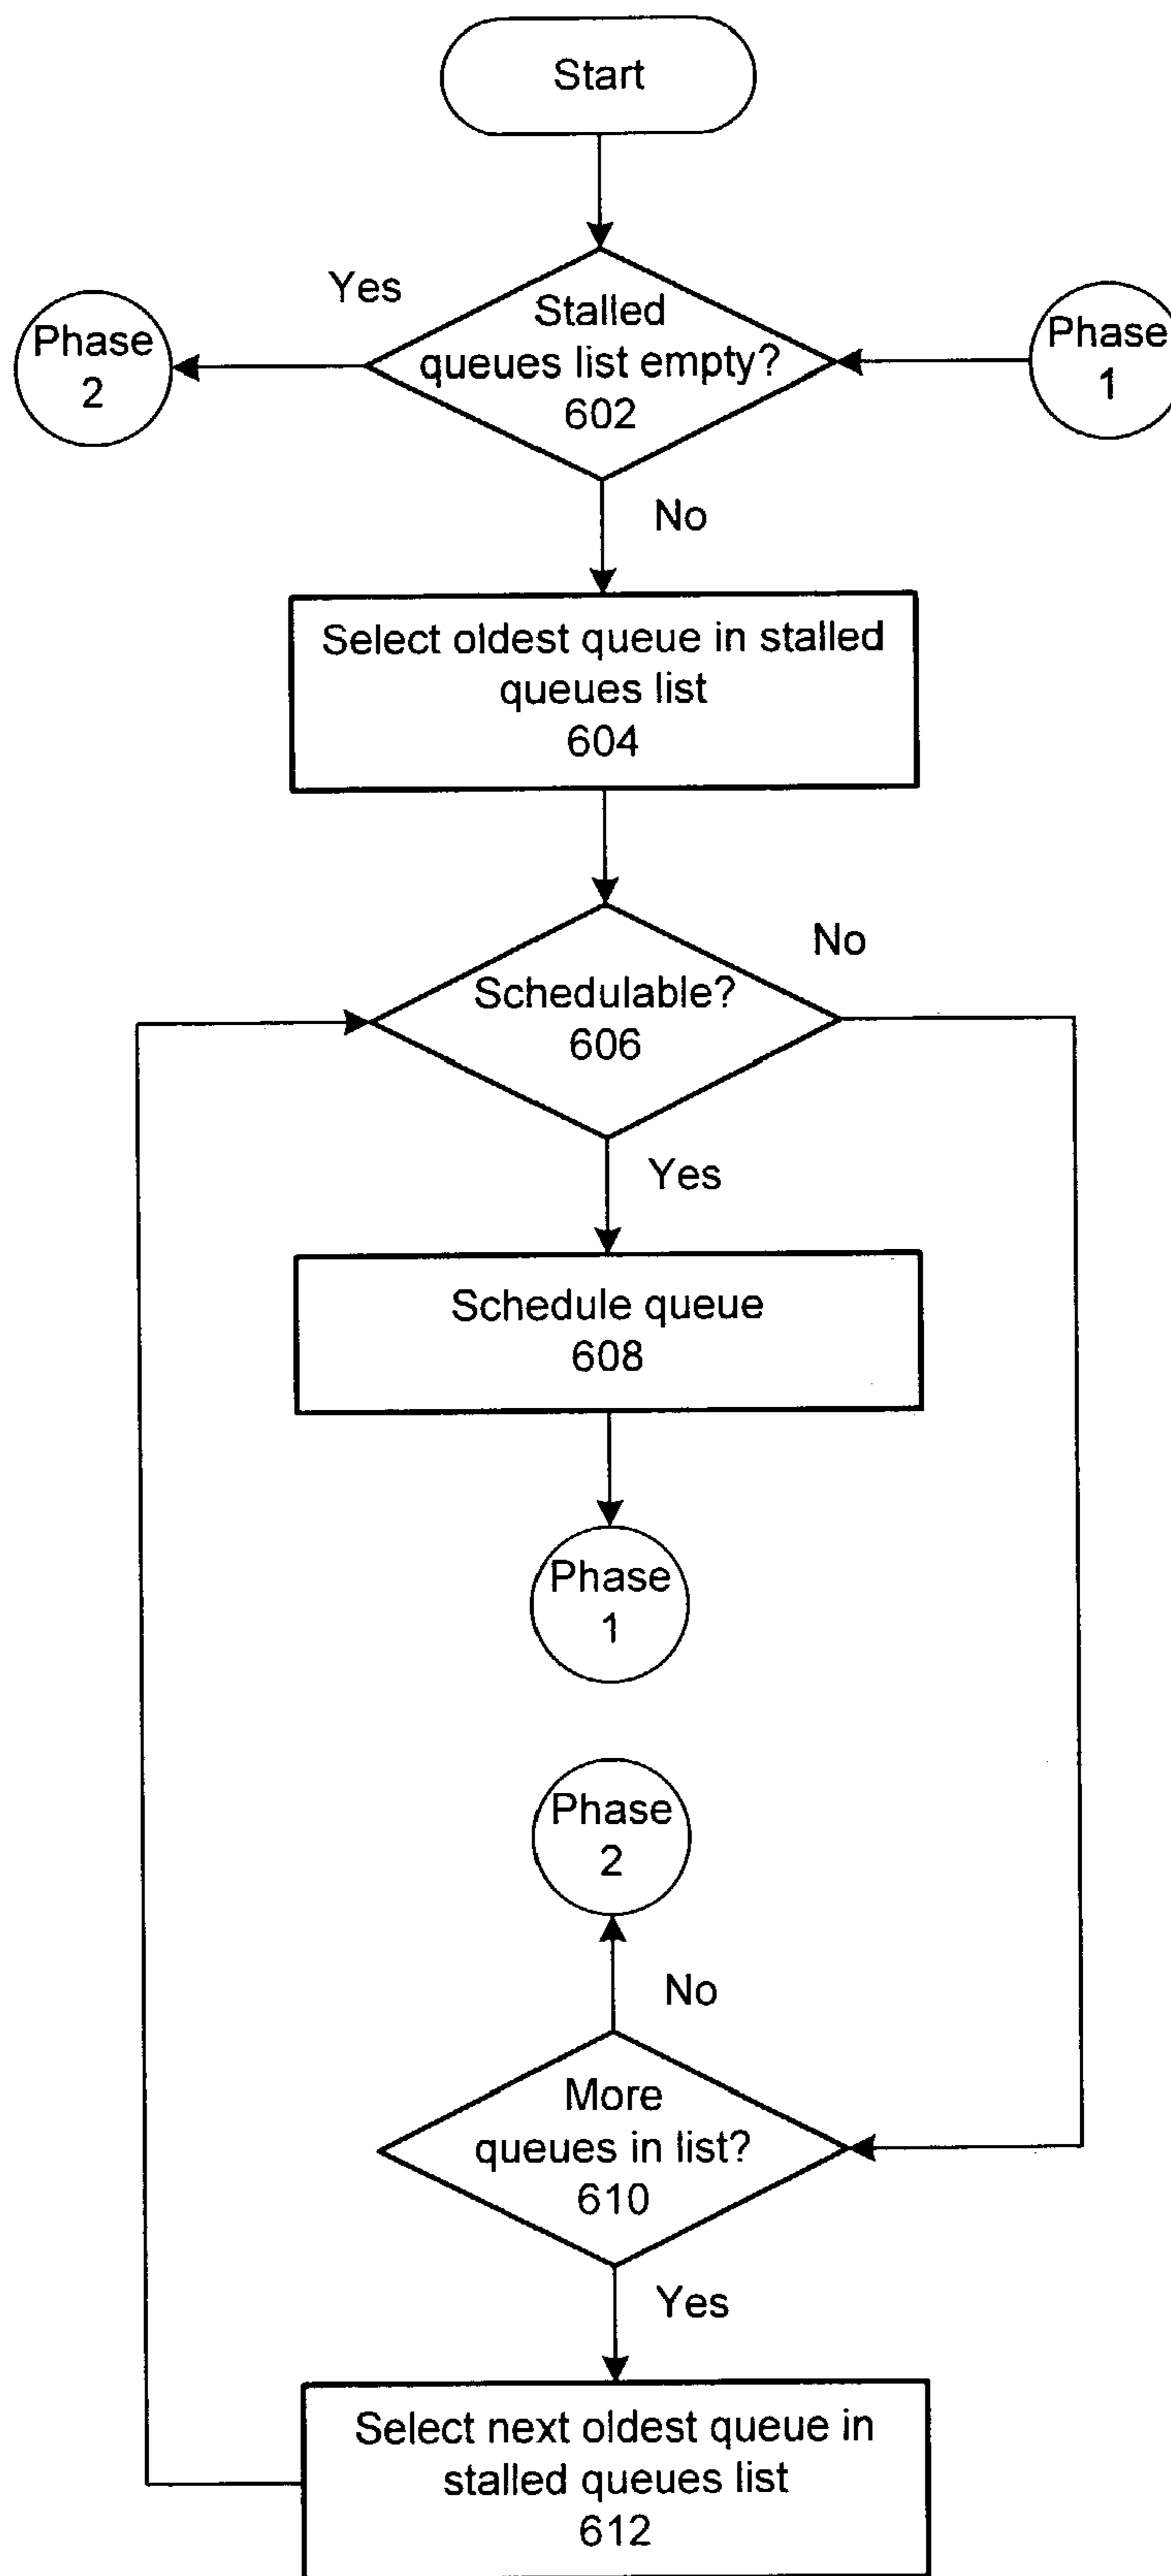 Start
Yes
Stalled
queues list empty?
602
Phase
2
Phase
1
No
Select oldest queue in stalled
queues list
604
No
Schedulable?
606
Yes
Schedule queue
608
Phase
1
Phase
2
No
More
queues in list?
610
Yes
Select next oldest queue in
stalled queues list
612